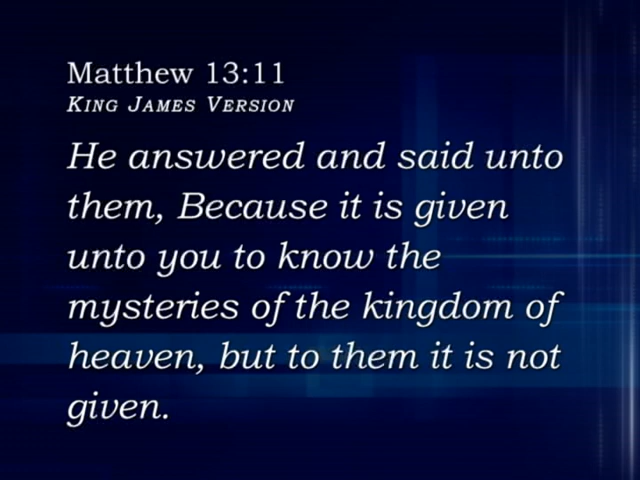 Matthew 13:11
King James Version
He answered and said unto
them, Because it is given
unto you to know the
mysteries of the kingdom of
heaven, but to them it is not
given.